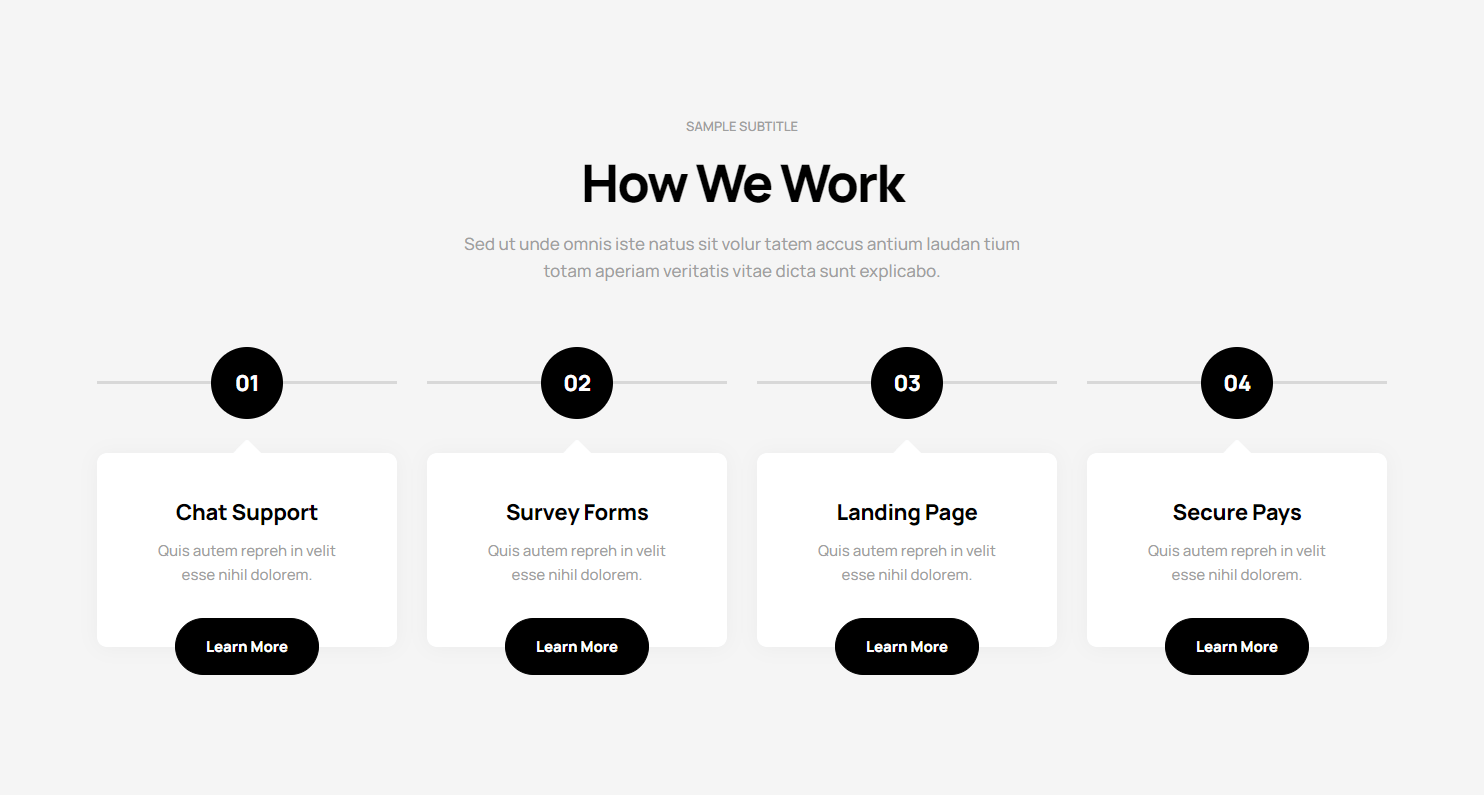 SAMPLE SUBTITLE
How We Work
Sed ut unde omnis iste natus sit volur tatem accus antium laudan tium
totam aperiam veritatis vitae dicta sunt explicabo.
01
02
03
04
Chat Support
Quis autem repreh in velit
esse nihil dolorem.
Learn More
Survey Forms
Quis autem repreh in velit
esse nihil dolorem.
Learn More
Landing Page
Quis autem repreh in velit
esse nihil dolorem.
Learn More
Secure Pays
Quis autem repreh in velit
esse nihil dolorem.
Learn More